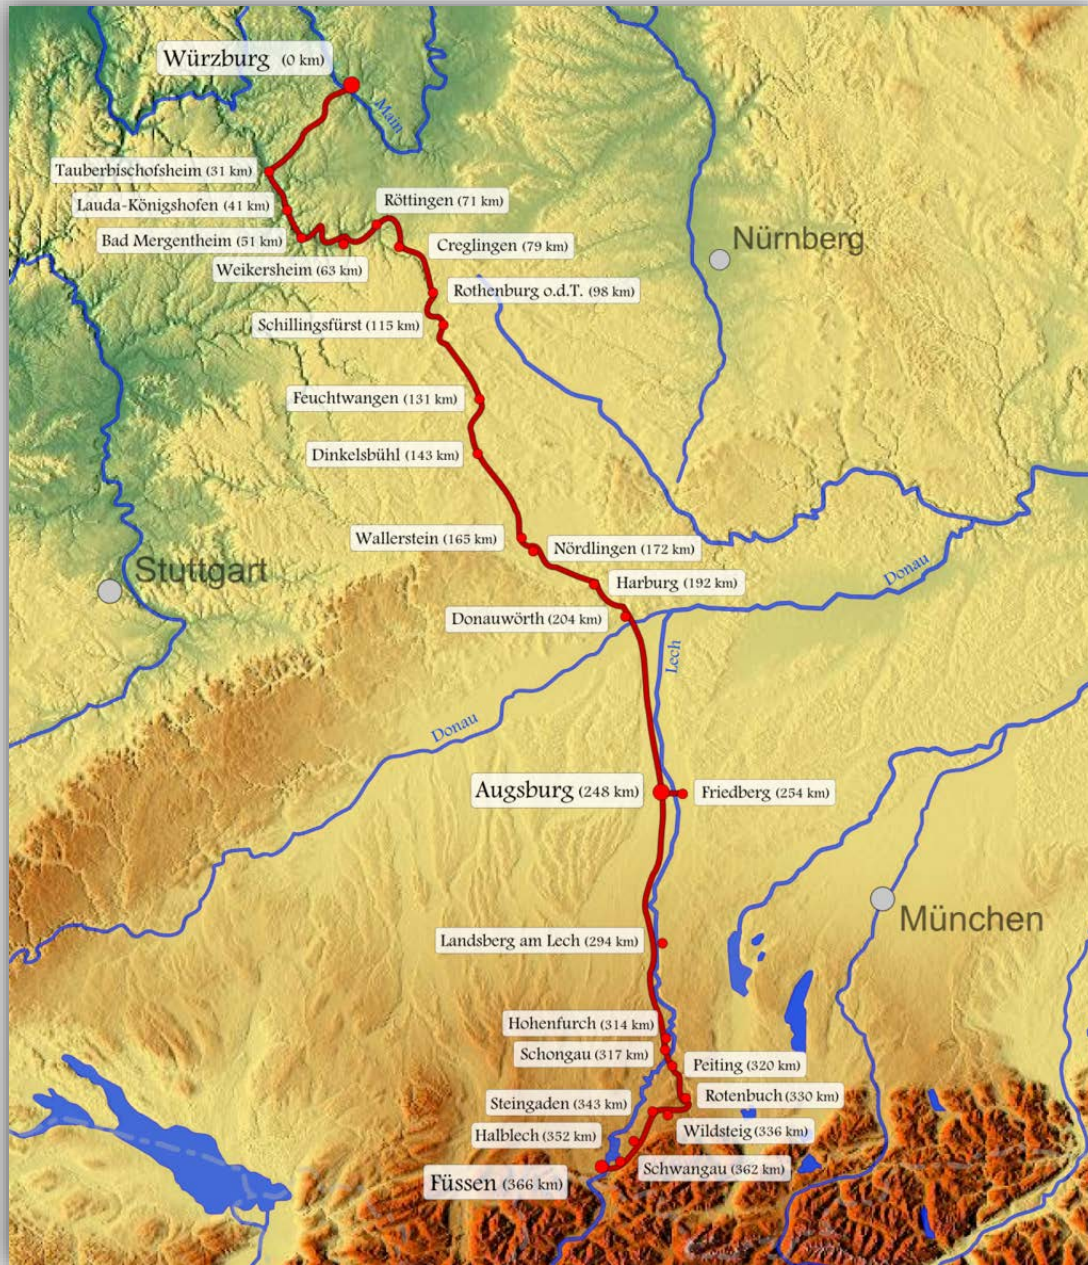 Würzburg (0 km)
Main
Tauberbischofsheim (31 km)
Lauda-Königshofen (41 km)
Röttingen (71 km)
Bad Mergentheim (51 km)
Creglingen (79 km)
Nürnberg
Weikersheim (63 km)
Rothenburg o.d.T. (98 km)
Schillingsfürst (115 km)
Feuchtwangen (131 km)
Dinkelsbühl (143 km)
Wallerstein (165 km)
Nördlingen (172 km)
Stuttgart
Donau
Harburg (192 km)
Donauwörth (204 km)
Lech
Donau
Augsburg (248 km)
Friedberg (254 km)
München
Landsberg am Lech (294 km)
Hohenfurch (314 km)
Schongau (317 km)
Peiting (320 km)
Rotenbuch (330 km)
Steingaden (343 km)
Wildsteig (336 km)
Halblech (352 km)
Schwangau (362 km)
Füssen (366 km)